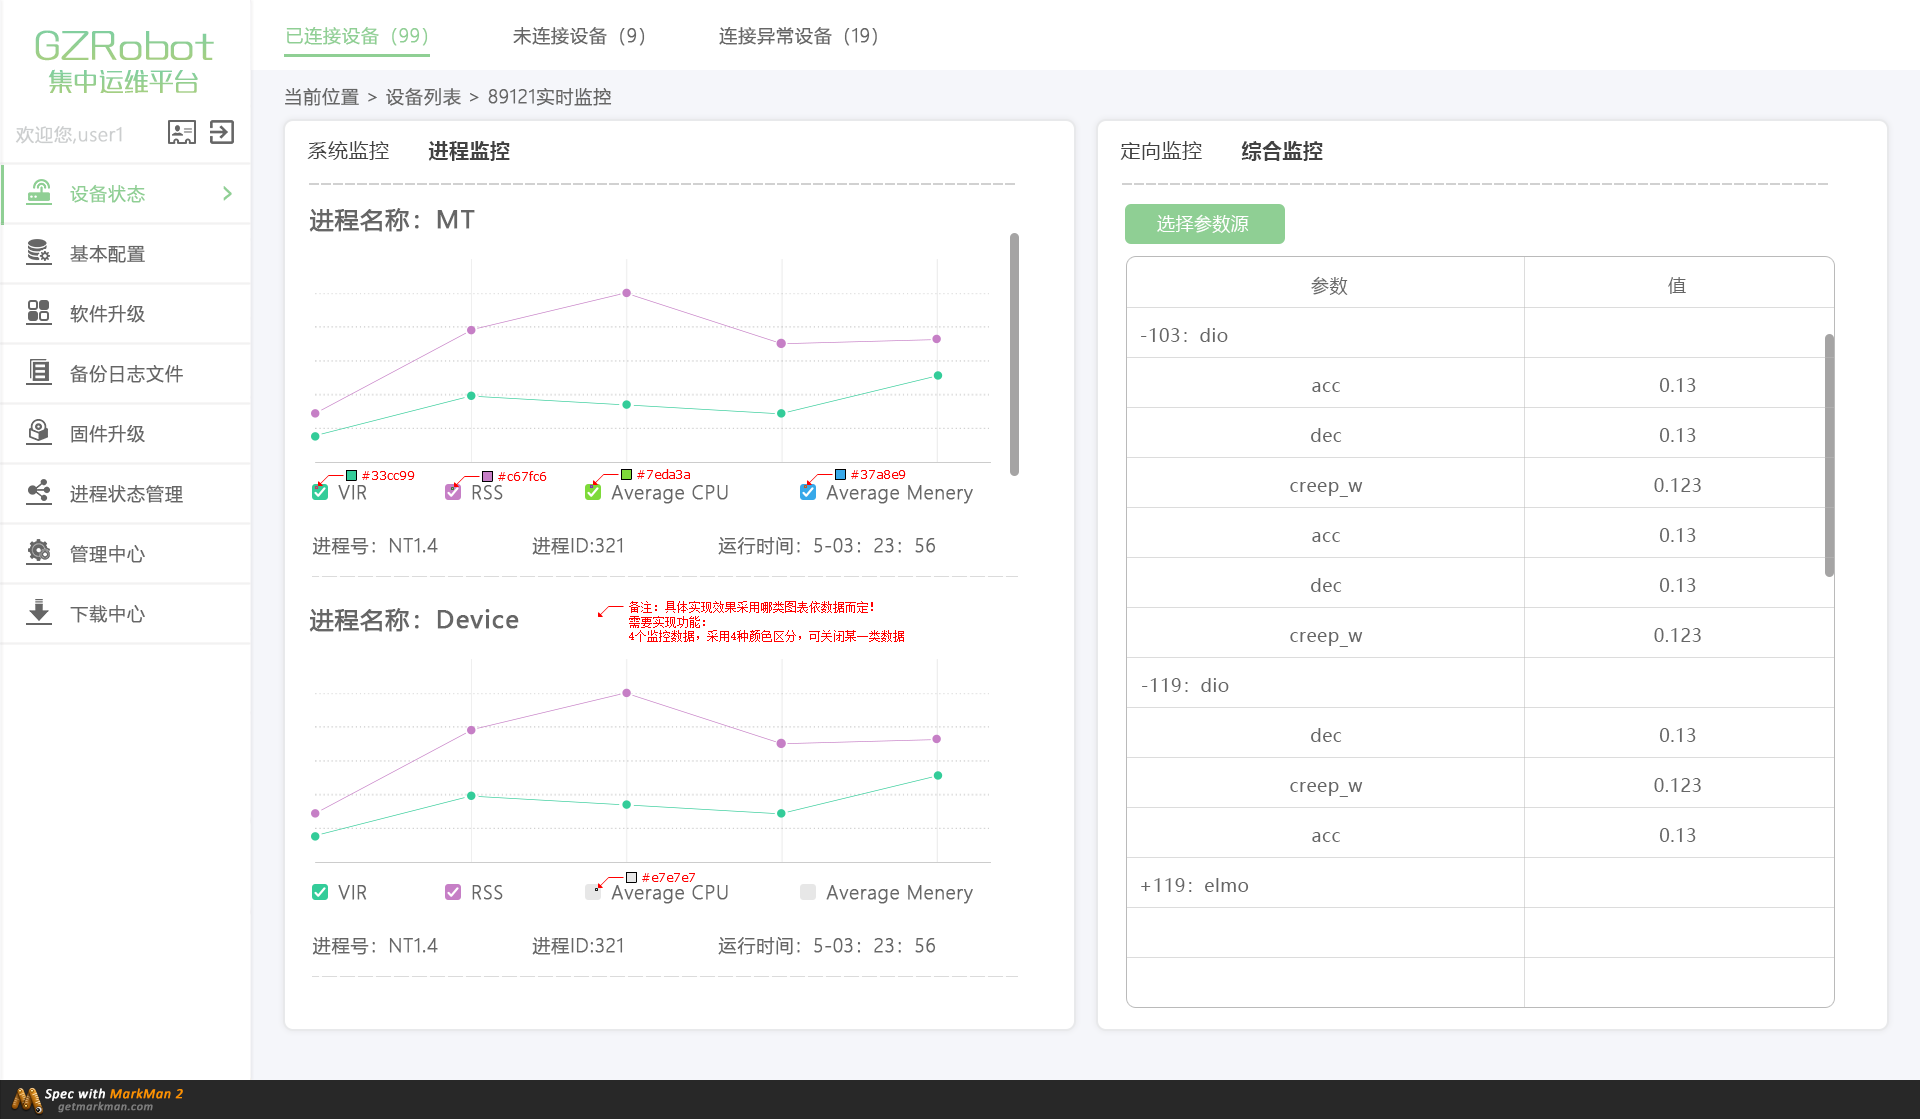 GZRobot
集中运维平台
欢迎您,user1
设备状态
基本配置
软件升级
备份日志文件
固件升级
进程状态管理
管理中心
下载中心
已连接设备（99） 未连接设备（9） 连接异常设备（19）
当前位置 > 设备列表 > 89121实时监控
系统监控 进程监控
进程名称：MT
#33cc99 #c67fc6 #7eda3a #37a8e9
VIR RSS Average CPU Average Menery
进程号：NT1.4 进程ID:321 运行时间：5-03：23：56
进程名称：Device
备注：具体实现效果采用哪类图表依数据而定！
需要实现功能：
4个监控数据，采用4种颜色区分，可关闭某一类数据
#e7e7e7
VIR RSS Average CPU Average Menery
进程号：NT1.4 进程ID:321 运行时间：5-03：23：56
定向监控 综合监控
选择参数源
参数 值
-103：dio
acc 0.13
dec 0.13
creep_w 0.123
acc 0.13
dec 0.13
creep_w 0.123
-119：dio
dec 0.13
creep_w 0.123
acc 0.13
+119：elmo
Spec with MarkMan 2
getmarkman.com